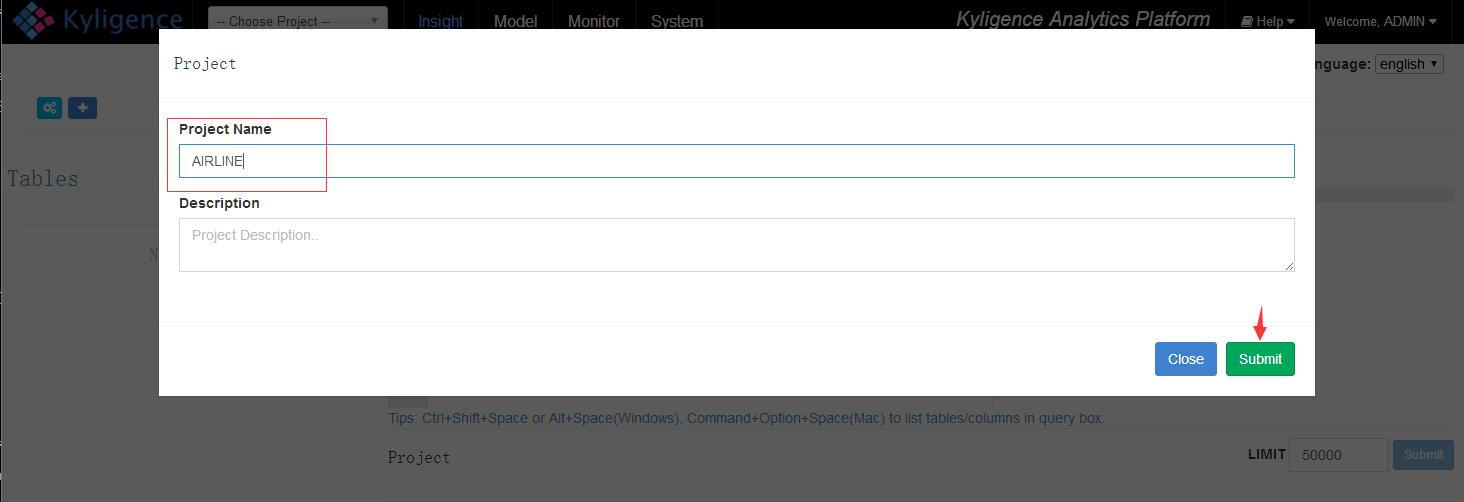 Kyligence
-- Choose Project --
Insight
Model
Monitor
System
Kyligence Analytics Platform
Help
Welcome, ADMIN
Project
nguage: english
Project Name
AIRLINE
Tables
Description
Project Description..
N
Close
Submit
Tips: Ctrl+Shift+Space or Alt+Space(Windows), Command+Option+Space(Mac) to list tables/columns in query box.
Project
LIMIT
50000
Submit